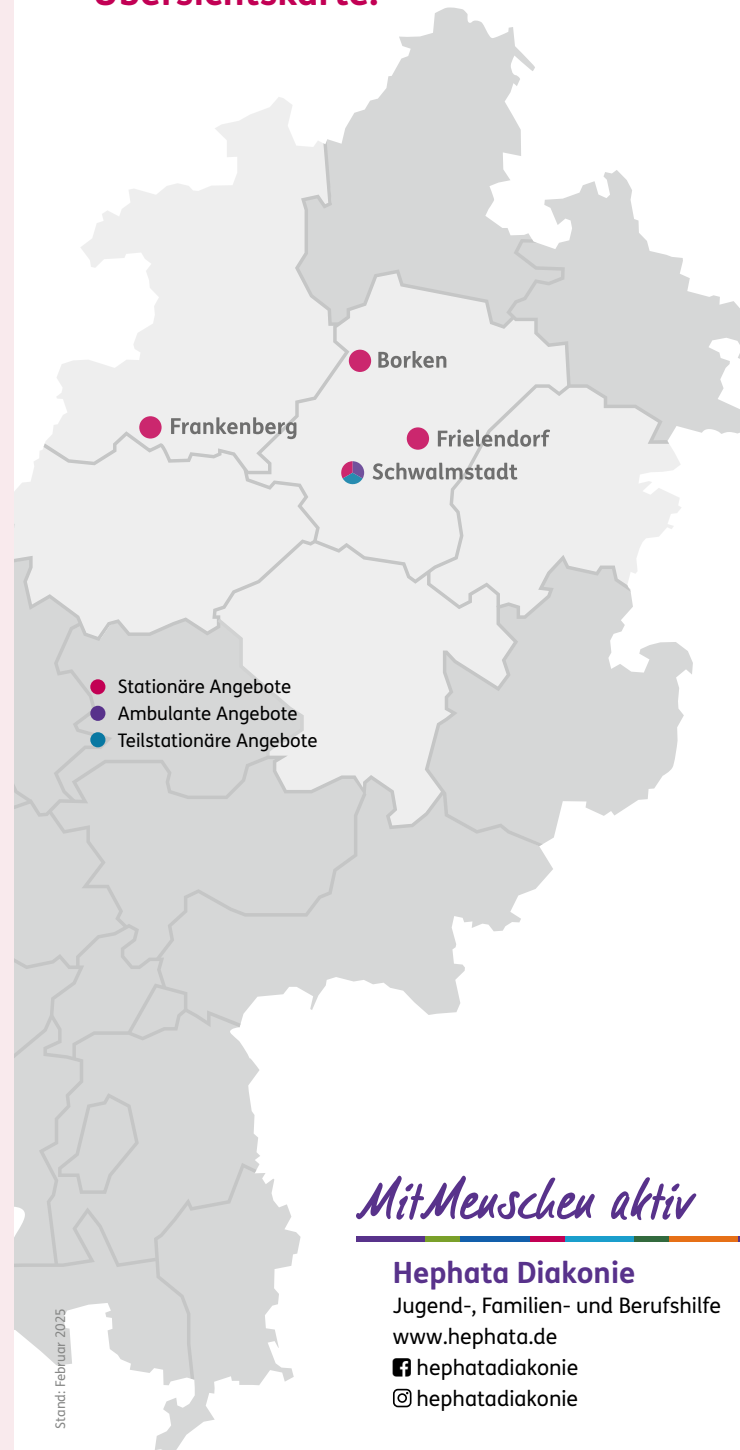 Übersichtskarte:
Borken
Frankenberg
Frielendorf
Schwalmstadt
Stationäre Angebote
Ambulante Angebote
Teilstationäre Angebote
MitMenschen aktiv
Hephata Diakonie
Jugend-, Familien- und Berufshilfe
www.hephata.de
hephatadiakonie
hephatadiakonie
Stand: Februar 2025